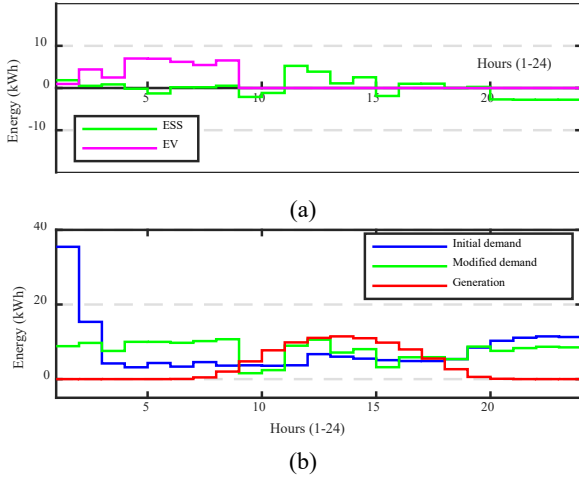 10
Hours (1-24)
0
5
10
15
20
Energy (kWh)
-10
ESS
EV
(a)
40
Initial demand
Modified demand
Generation
Energy (kWh)
20
0
5
10
15
20
Hours (1-24)
(b)